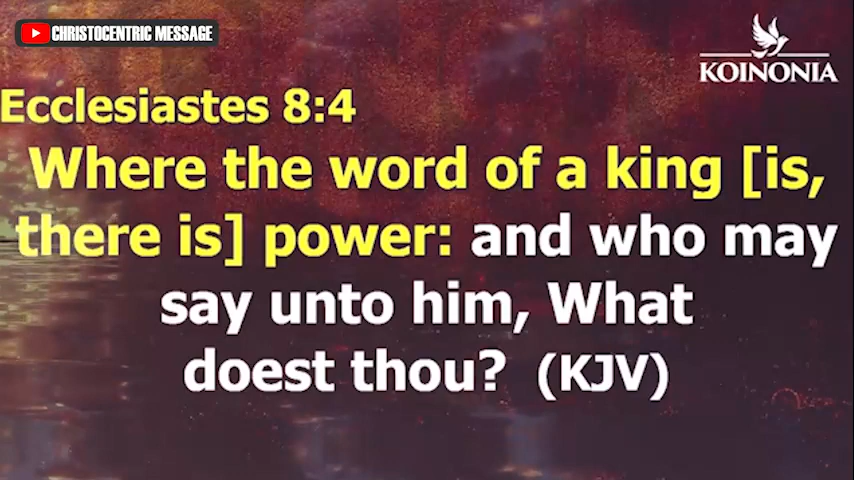 CHRISTOCENTRIC MESSAGE
KOINONIA
Ecclesiastes 8:4
Where the word of a king [is,
there is] power: and who may
say unto him, What
doest thou? (KJV)